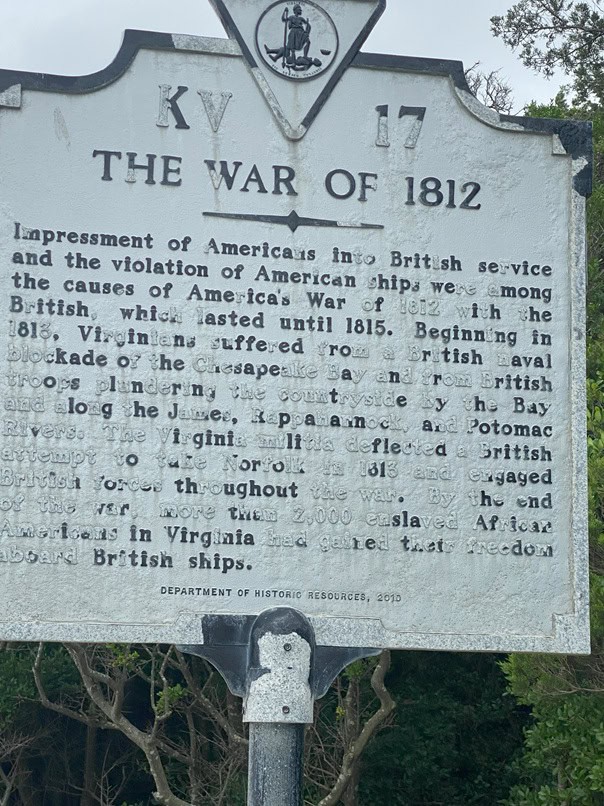 KV 17
THE WAR OF 1812
Impressment of Americans into British service
and the violation of American ships were among
the causes of America's War of 1812 with the
British, which lasted until 1815. Beginning in
1813, Virginians suffered from a British naval
blockade of the Chesapeake Bay and from British
troops plundering the countryside by the Bay
and along the James, Rappahannock, and Potomac
Rivers. The Virginia militia deflected a British
attempt to take Norfolk in 1813 and engaged
British forces throughout the war. By the end
of the war, more than 2,000 enslaved African
Americans in Virginia had gained their freedom
aboard British ships.
DEPARTMENT OF HISTORIC RESOURCES, 2010